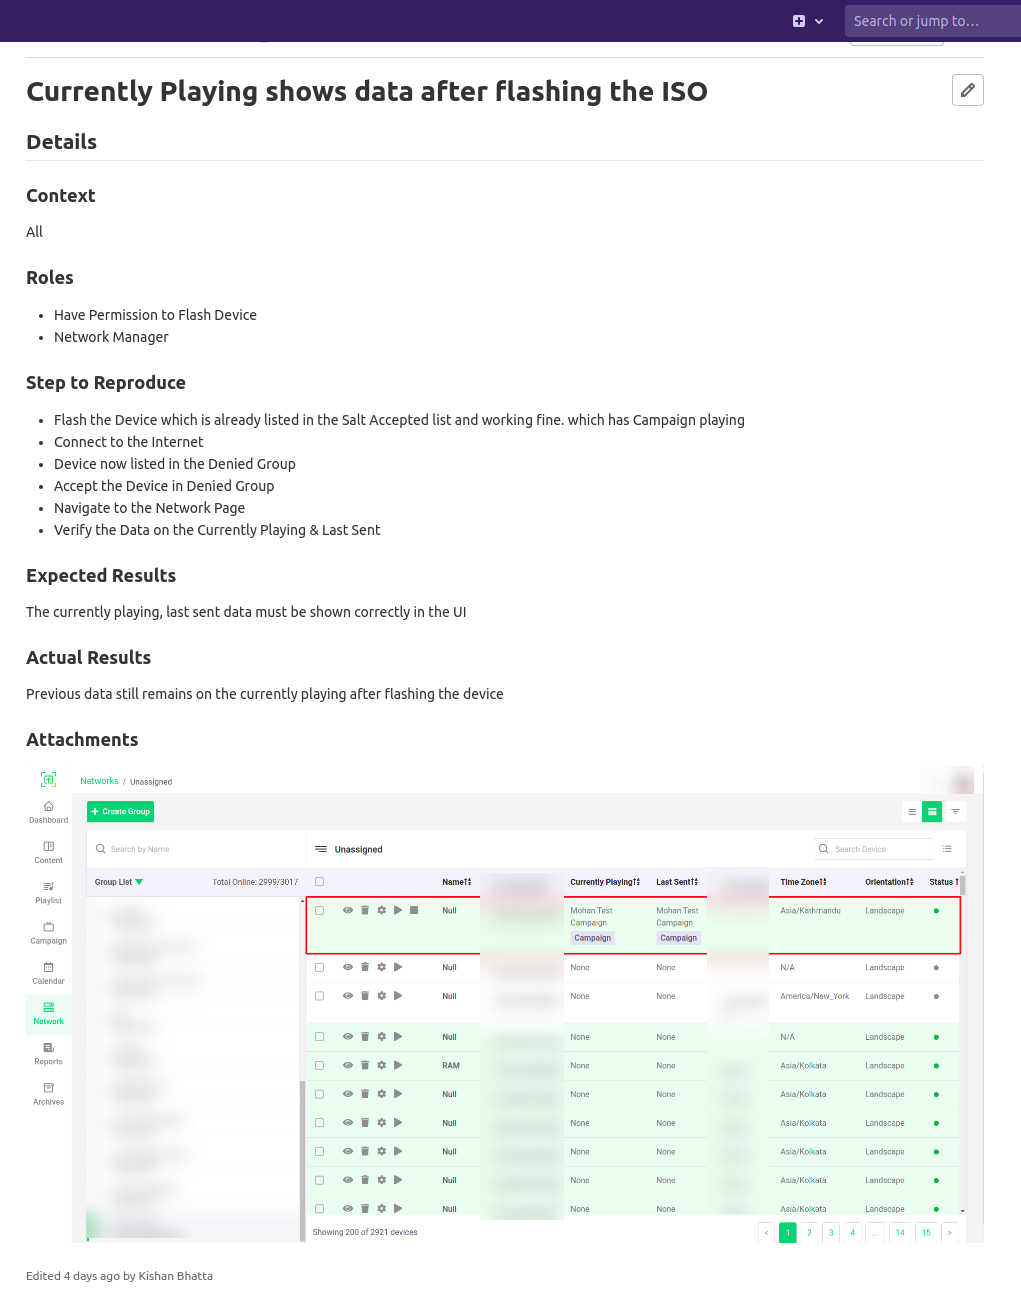 Search or jump to...
Currently Playing shows data after flashing the ISO
Details
Context
All
Roles
Have Permission to Flash Device
Network Manager
Step to Reproduce
Flash the Device which is already listed in the Salt Accepted list and working fine. which has Campaign playing
Connect to the Internet
Device now listed in the Denied Group
Accept the Device in Denied Group
Navigate to the Network Page
Verify the Data on the Currently Playing & Last Sent
Expected Results
The currently playing, last sent data must be shown correctly in the UI
Actual Results
Previous data still remains on the currently playing after flashing the device
Attachments
Networks / Unassigned
Dashboard
Content
Playlist
Campaign
Calendar
Network
Reports
Archives
+ Create Group
Search by Name
Group List Total Online: 2999/3017
Unassigned
Search Device
Name Currently Playing Last Sent Time Zone Orientation Status
Null Mohan Test Campaign Campaign Mohan Test Campaign Campaign Asia/Kathmandu Landscape
Null None None N/A Landscape
Null None None America/New_York Landscape
Null None None N/A Landscape
RAM None None Asia/Kolkata Landscape
Null None None Asia/Kolkata Landscape
Null None None Asia/Kolkata Landscape
Null None None Asia/Kolkata Landscape
Null None None Asia/Kolkata Landscape
Null None None Asia/Kolkata Landscape
Showing 200 of 2921 devices
< 1 2 3 4 ... 14 15 >
Edited 4 days ago by Kishan Bhatta